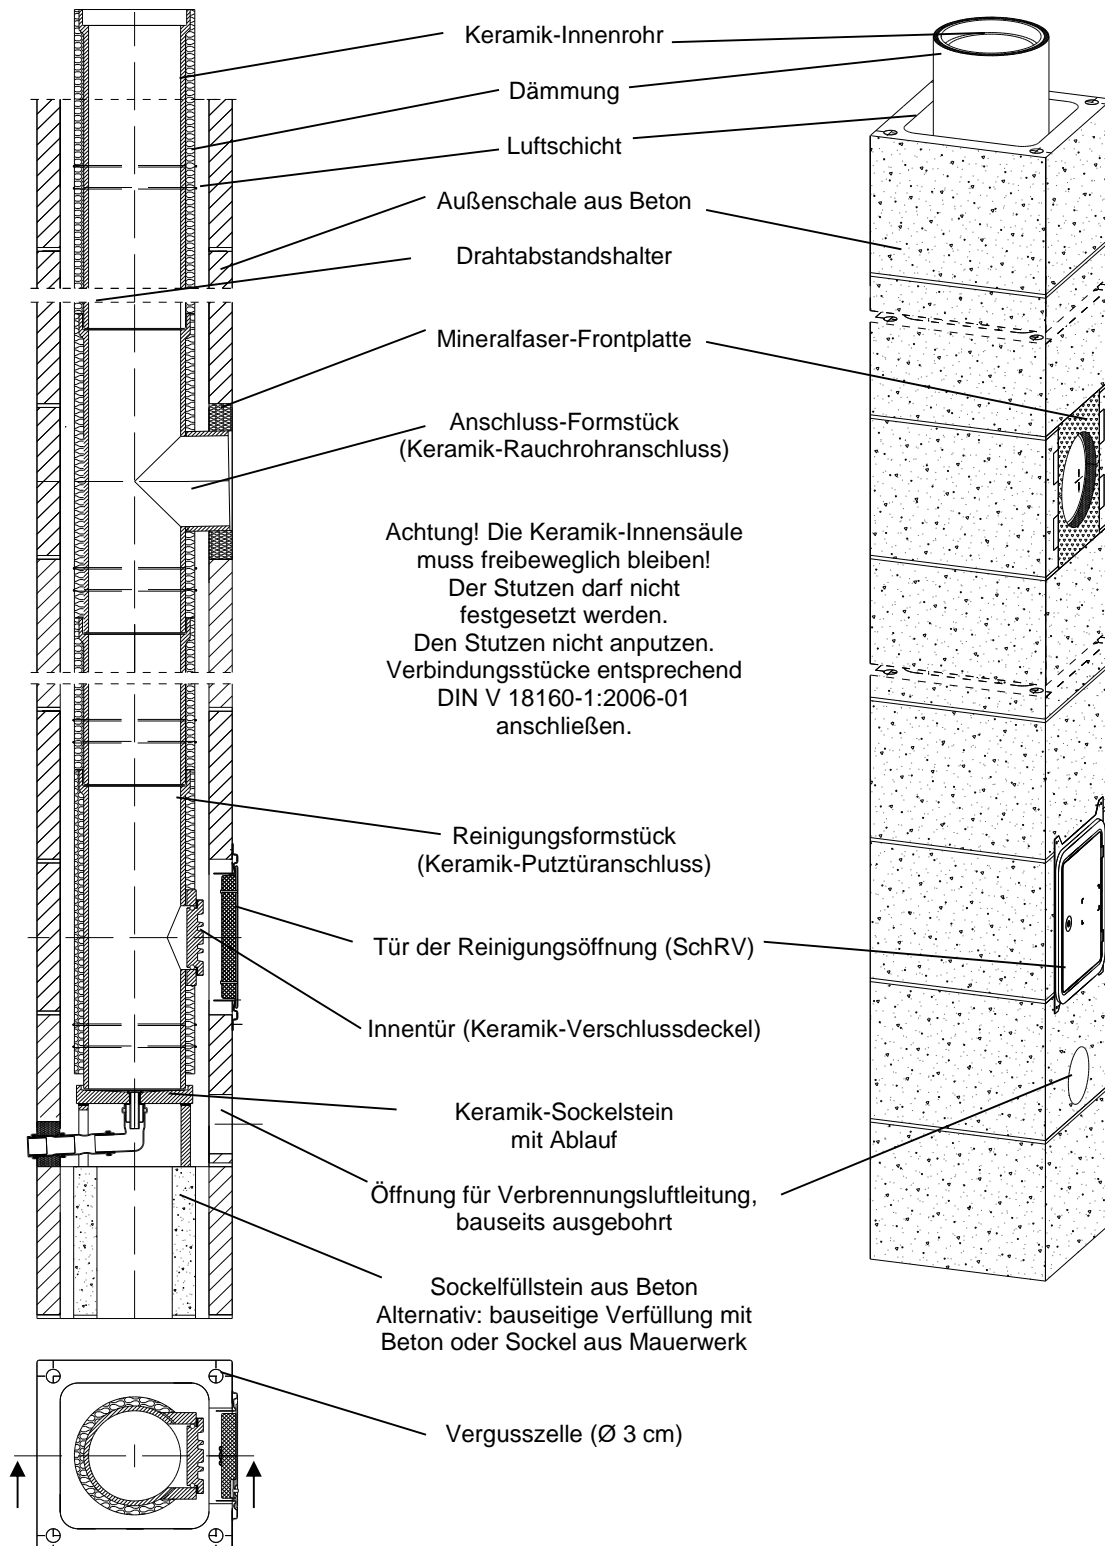 Keramik-Innenrohr
Dämmung
Luftschicht
Außenschale aus Beton
Drahtabstandshalter
Mineralfaser-Frontplatte
Anschluss-Formstück
(Keramik-Rauchrohranschluss)
Achtung! Die Keramik-Innensäule
muss freibeweglich bleiben!
Der Stutzen darf nicht
festgesetzt werden.
Den Stutzen nicht anputzen.
Verbindungsstücke entsprechend
DIN V 18160-1:2006-01
anschließen.
Reinigungsformstück
(Keramik-Putztüranschluss)
Tür der Reinigungsöffnung (SchRV)
Innentür (Keramik-Verschlussdeckel)
Keramik-Sockelstein
mit Ablauf
Öffnung für Verbrennungsluftleitung,
bauseits ausgebohrt
Sockelfüllstein aus Beton
Alternativ: bauseitige Verfüllung mit
Beton oder Sockel aus Mauerwerk
Vergusszelle (Ø 3 cm)